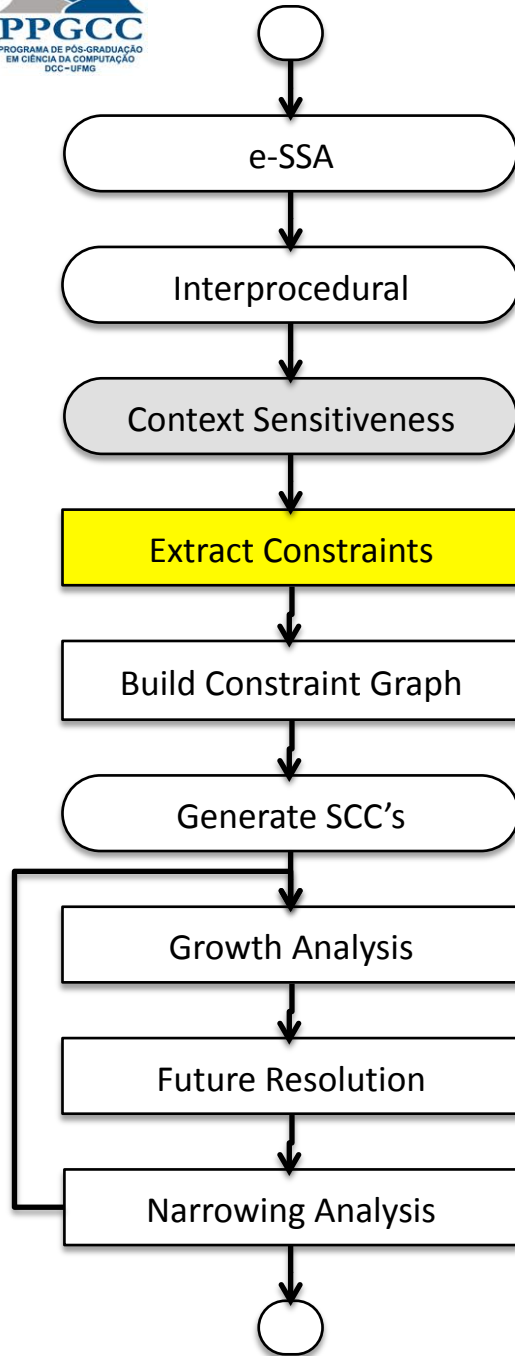 PPGCC
PROGRAMA DE PÓS-GRADUAÇÃO
EM CIÊNCIA DA COMPUTAÇÃO
DCC-UFMG
e-SSA
Interprocedural
Context Sensitiveness
Extract Constraints
Build Constraint Graph
Generate SCC’s
Growth Analysis
Future Resolution
Narrowing Analysis